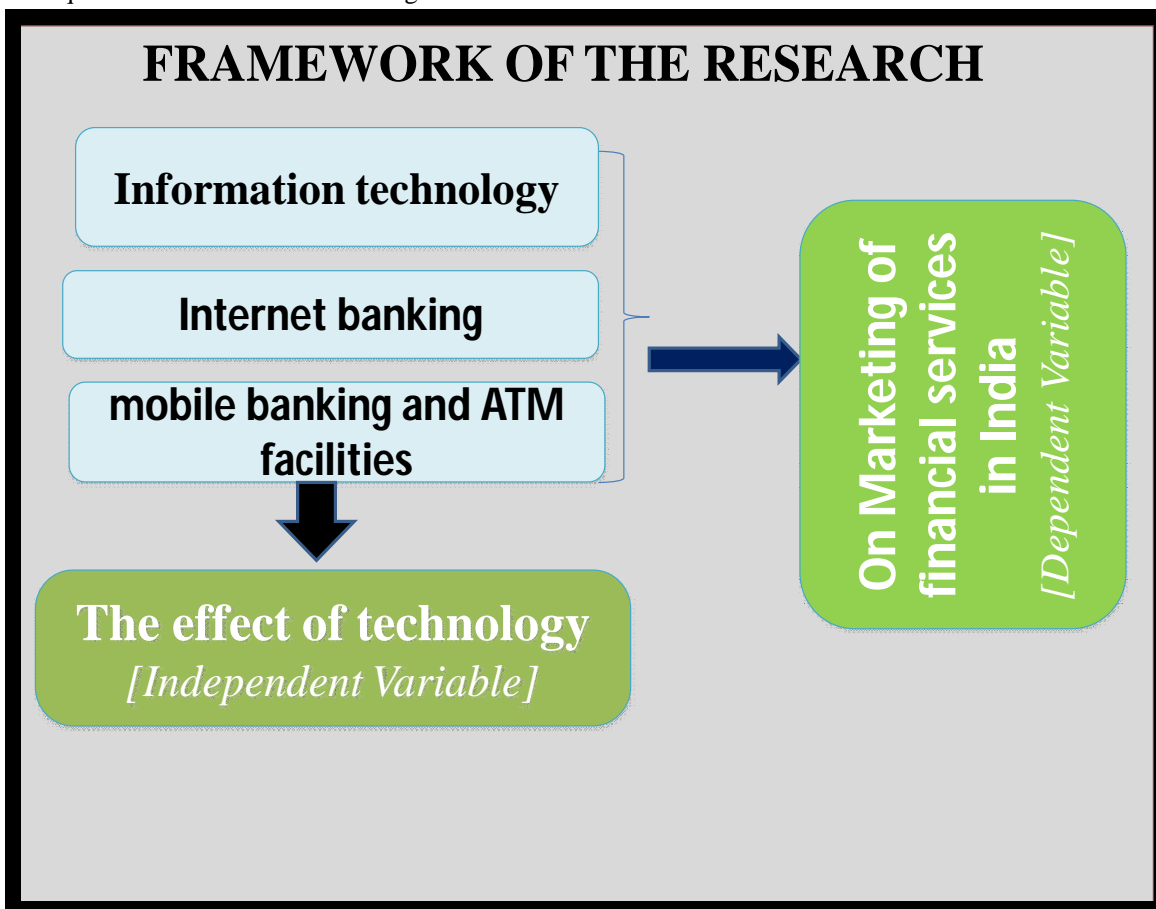 FRAMEWORK OF THE RESEARCH
Information technology
Internet banking
mobile banking and ATM
facilities
The effect of technology
[Independent Variable]
On Marketing of
financial services
in India
[Dependent Variable]